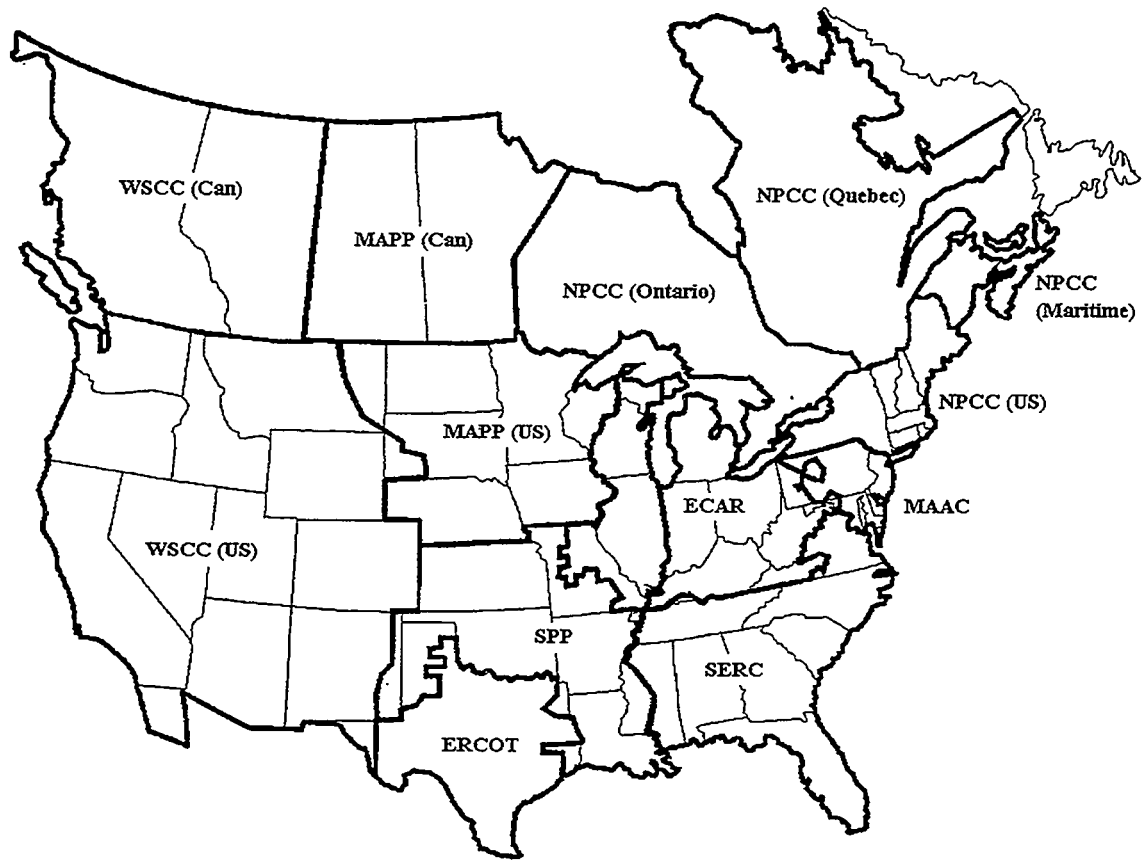 WSCC (Can)
NPCC (Quebec)
MAPP (Can)
NPCC (Ontario)
NPCC
(Maritime)
NPCC (US)
MAPP (US)
ECAR
MAAC
WSCC (US)
SPP
SERC
ERCOT